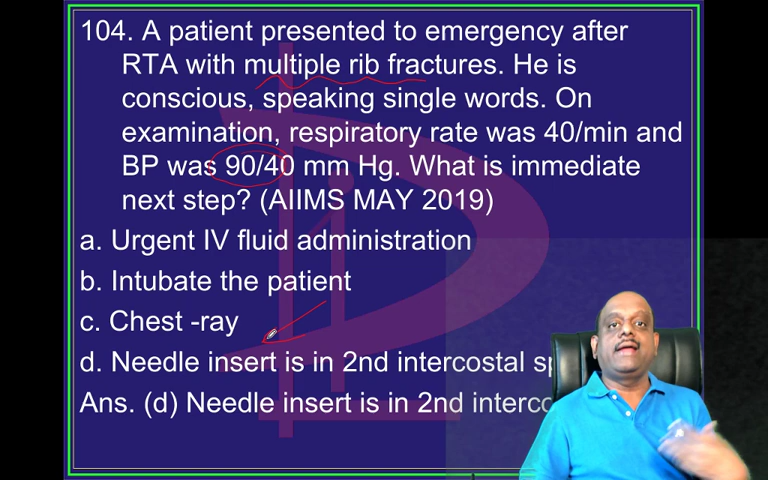 104. A patient presented to emergency after
RTA with multiple rib fractures. He is
conscious, speaking single words. On
examination, respiratory rate was 40/min and
BP was 90/40 mm Hg. What is immediate
next step? (AIIMS MAY 2019)
a. Urgent IV fluid administration
b. Intubate the patient
c. Chest -ray
d. Needle insert is in 2nd intercostal
Ans. (d) Needle insert is in 2nd